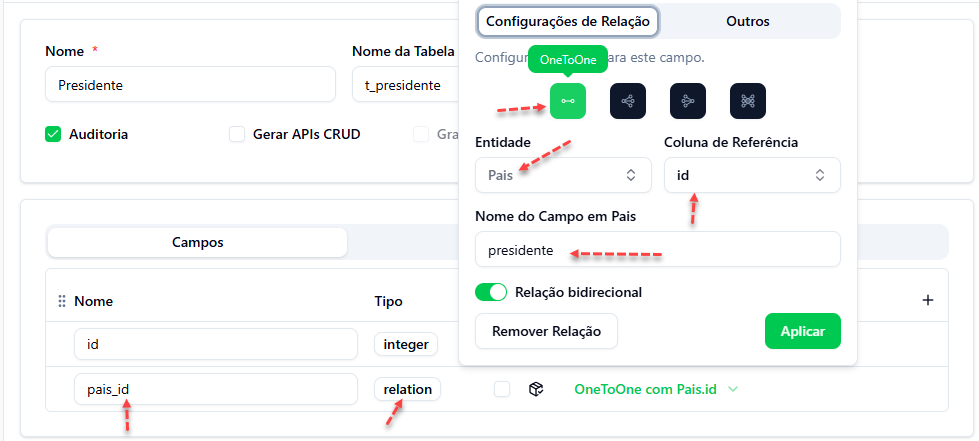 Configurações de Relação
Outros
Configur
ara este campo.
OneToOne
Nome *
Nome da Tabela
Presidente
t_presidente
Auditoria
Gerar APIs CRUD
Gra
Entidade
Coluna de Referência
Pais
id
Nome do Campo em Pais
presidente
Relação bidirecional
Remover Relação
Aplicar
Campos
Nome
Tipo
+
id
integer
pais_id
relation
OneToOne com Pais.id